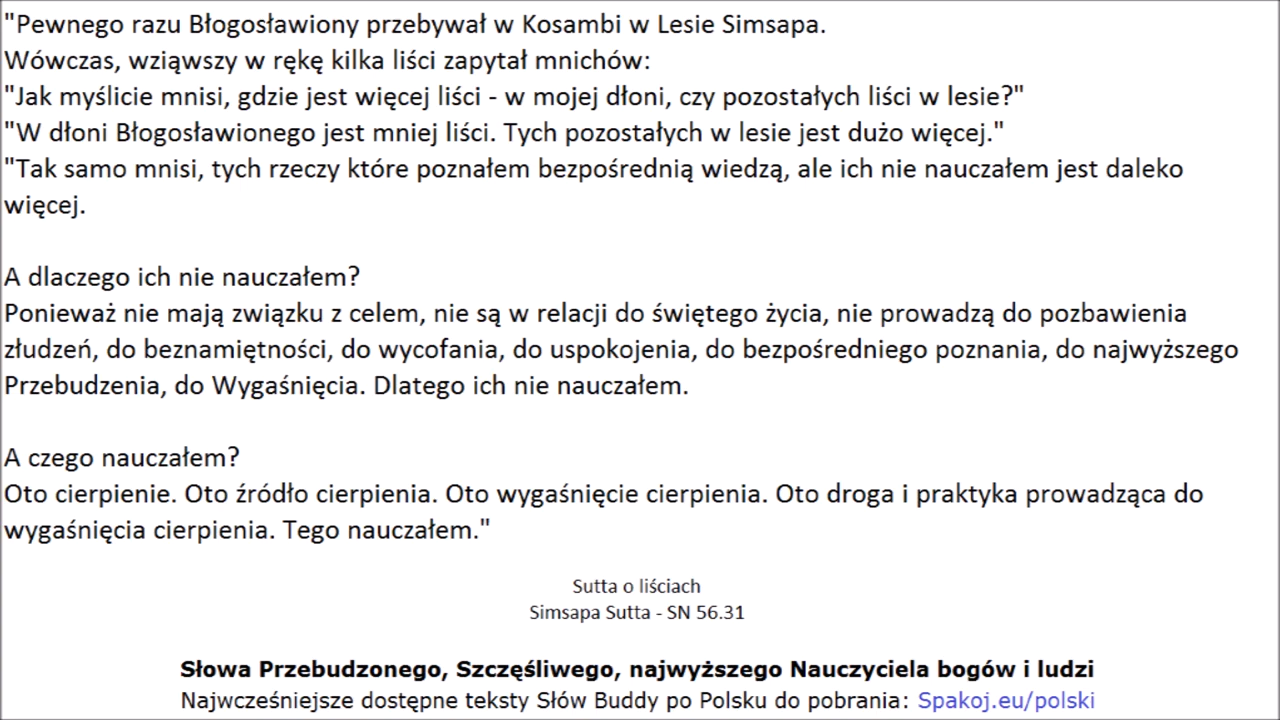 "Pewnego razu Błogosławiony przebywał w Kosambi w Lesie Simsapa.
Wówczas, wziąwszy w rękę kilka liści zapytał mnichów:
"Jak myślicie mnisi, gdzie jest więcej liści - w mojej dłoni, czy pozostałych liści w lesie?"
"W dłoni Błogosławionego jest mniej liści. Tych pozostałych w lesie jest dużo więcej."
"Tak samo mnisi, tych rzeczy które poznałem bezpośrednią wiedzą, ale ich nie nauczałem jest daleko
więcej.
A dlaczego ich nie nauczałem?
Ponieważ nie mają związku z celem, nie są w relacji do świętego życia, nie prowadzą do pozbawienia
złudzeń, do beznamiętności, do wycofania, do uspokojenia, do bezpośredniego poznania, do najwyższego
Przebudzenia, do Wygaśnięcia. Dlatego ich nie nauczałem.
A czego nauczałem?
Oto cierpienie. Oto źródło cierpienia. Oto wygaśnięcie cierpienia. Oto droga i praktyka prowadząca do
wygaśnięcia cierpienia. Tego nauczałem."
Sutta o liściach
Simsapa Sutta - SN 56.31
Słowa Przebudzonego, Szczęśliwego, najwyższego Nauczyciela bogów i ludzi
Najwcześniejsze dostępne teksty Słów Buddy po Polsku do pobrania: Spakoj.eu/polski